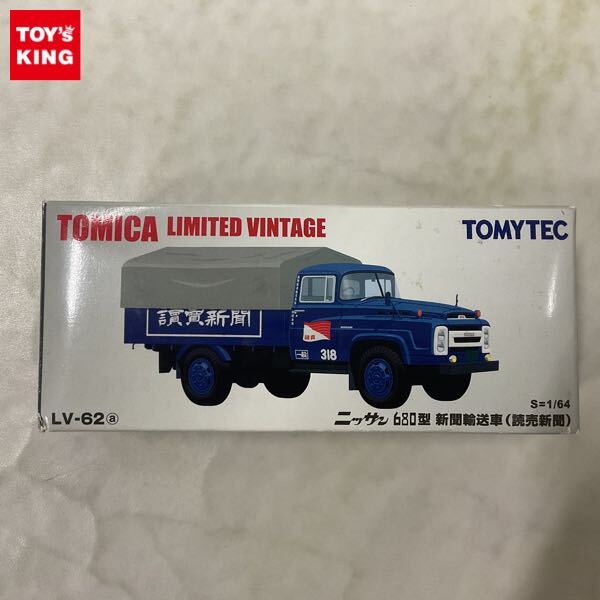 TOY's
KING
TOMICA LIMITED VINTAGE
TOMYTEC
讀賣新聞
318
S=1/64
LV-62ⓐ
ニッサン 680型 新聞輸送車(読売新聞)